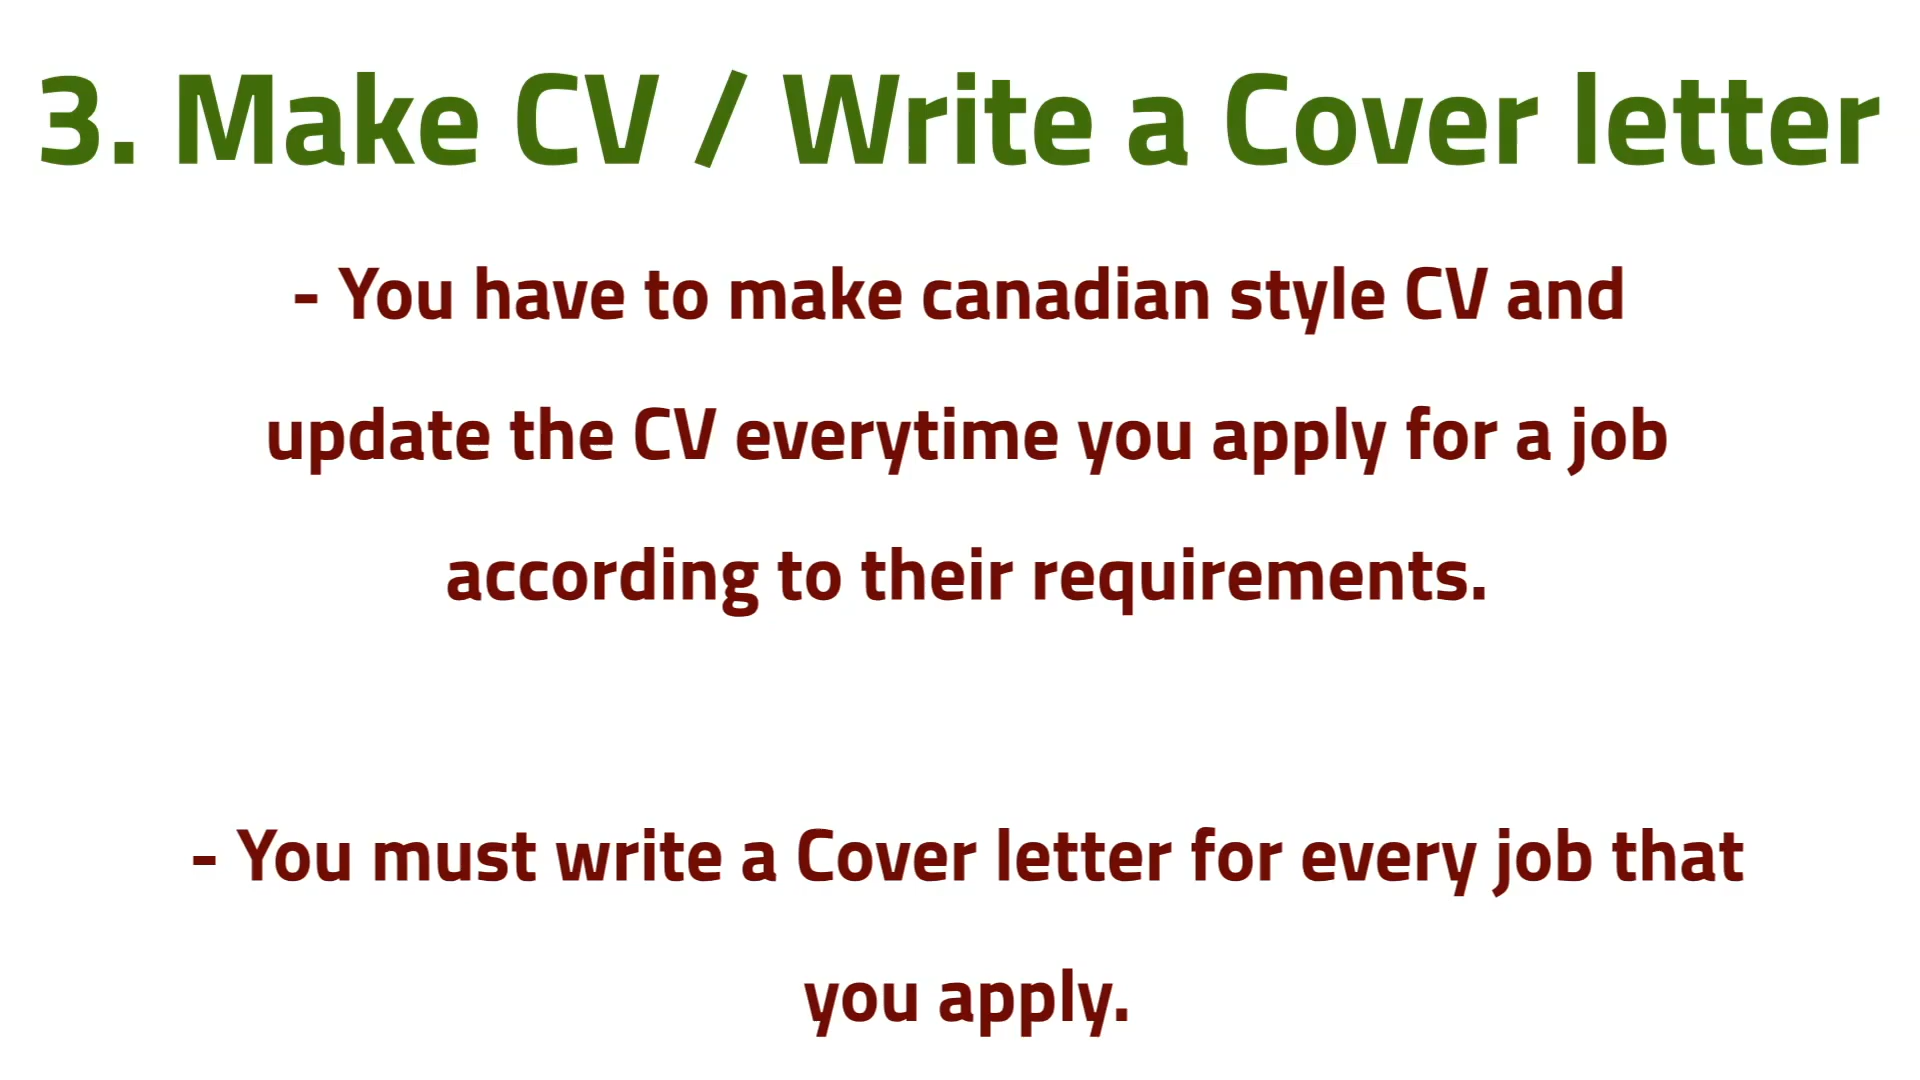 3. Make CV / Write a Cover letter
- You have to make canadian style CV and
update the CV everytime you apply for a job
according to their requirements.
- You must write a Cover letter for every job that
you apply.